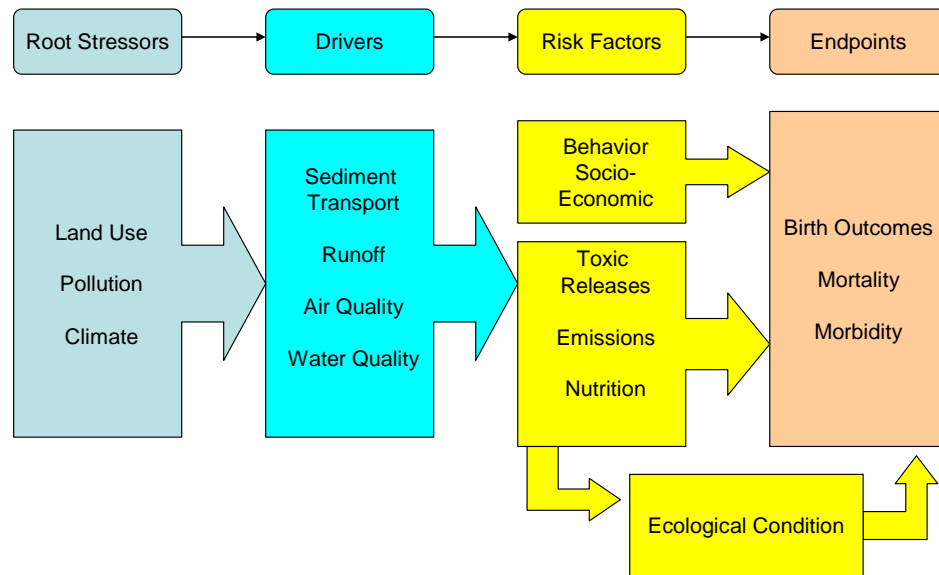 Root Stressors
Drivers
Risk Factors
Endpoints
Land Use
Pollution
Climate
Sediment
Transport
Runoff
Air Quality
Water Quality
Behavior
Socio-
Economic
Toxic
Releases
Emissions
Nutrition
Birth Outcomes
Mortality
Morbidity
Ecological Condition